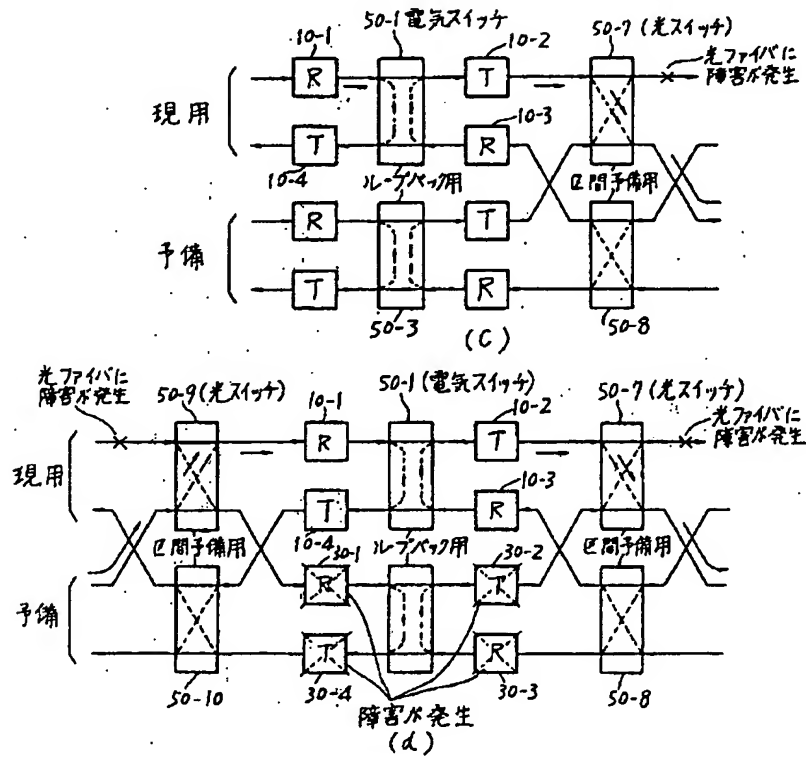 10-1
50-1電気スイッチ
10-2
50-7(光スイッチ)
光ファイバに
障害が発生
現用
R
T
10-3
T
R
10-4
ループバック用
区間予備用
予備
R
T
T
R
50-3
(C)
50-8
光ファイバに
障害が発生
50-9(光スイッチ)
10-1
50-1(電気スイッチ)
10-2
50-7(光スイッチ)
光ファイバに
障害が発生
現用
R
T
10-3
T
R
区間予備用
10-4
ループバック用
区間予備用
30-1
30-2
予備
R
T
T
R
50-10
30-4
30-3
50-8
障害が発生
(d)